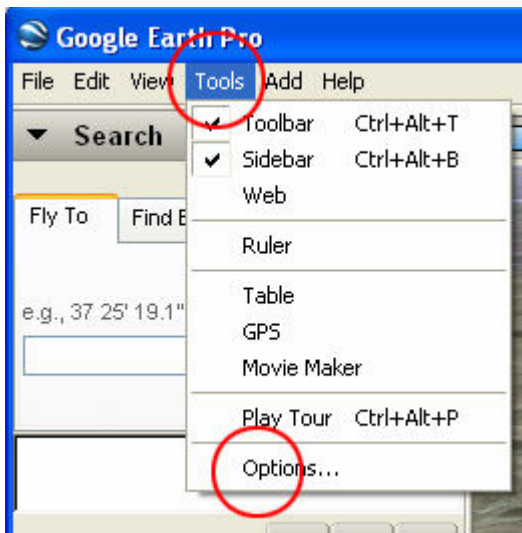 Google Earth Pro
File Edit View Tools Add Help
Search
Toolbar Ctrl+Alt+T
Sidebar Ctrl+Alt+B
Web
Fly To Find
Ruler
e.g., 37 25' 19.1"
Table
GPS
Movie Maker
Play Tour Ctrl+Alt+P
Options...